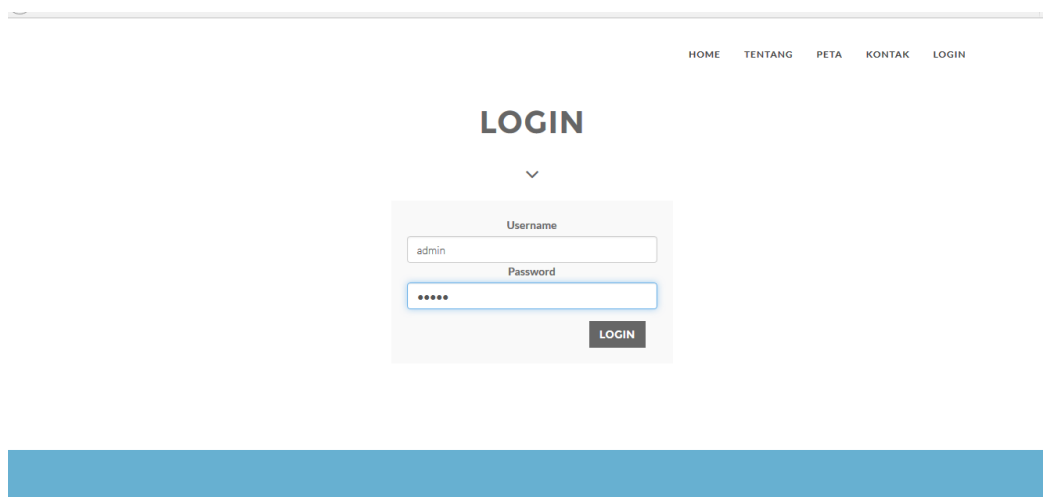 HOME TENTANG PETA KONTAK LOGIN
LOGIN
Username
admin
Password
•••••
LOGIN